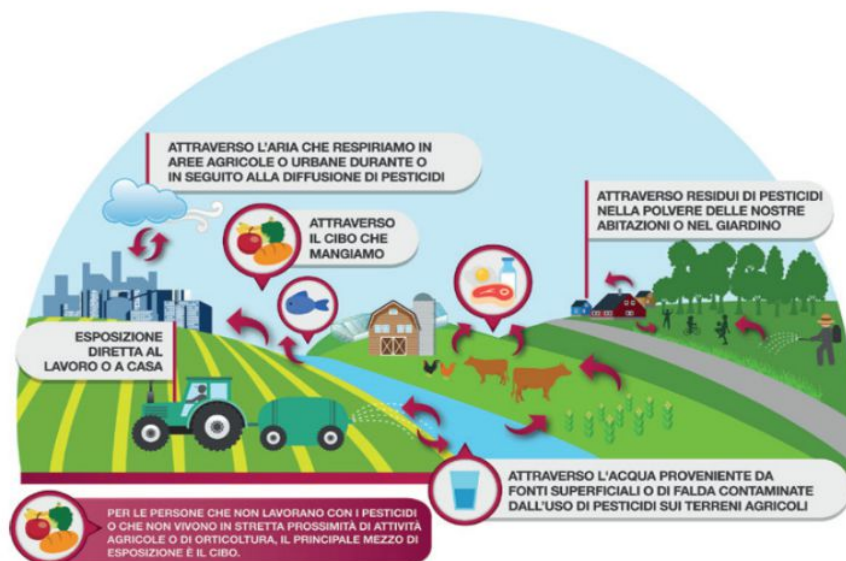 ATTRAVERSO L'ARIA CHE RESPIRIAMO IN
AREE AGRICOLE O URBANE DURANTE O
IN SEGUITO ALLA DIFFUSIONE DI PESTICIDI
ATTRAVERSO
IL CIBO CHE
MANGIAMO
ATTRAVERSO RESIDUI DI PESTICIDI
NELLA POLVERE DELLE NOSTRE
ABITAZIONI O NEL GIARDINO
ESPOSIZIONE
DIRETTA AL
LAVORO O A CASA
ATTRAVERSO L'ACQUA PROVENIENTE DA
FONTI SUPERFICIALI O DI FALDA CONTAMINATE
DALL'USO DI PESTICIDI SUI TERRENI AGRICOLI
PER LE PERSONE CHE NON LAVORANO CON I PESTICIDI
O CHE NON VIVONO IN STRETTA PROSSIMITÀ DI ATTIVITÀ
AGRICOLE O DI ORTICOLTURA, IL PRINCIPALE MEZZO DI
ESPOSIZIONE È IL CIBO.